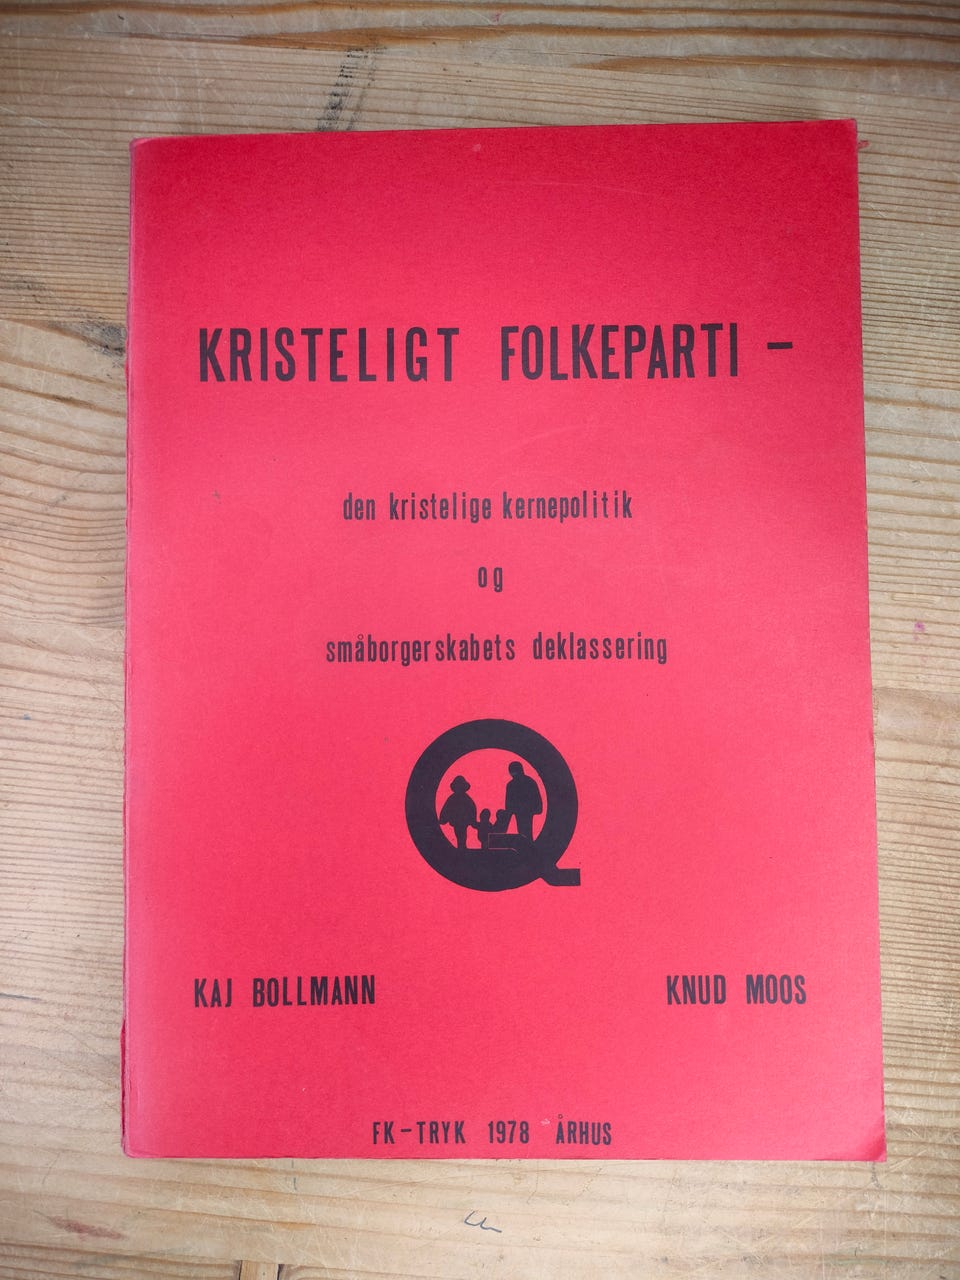 KRISTELIGT FOLKEPARTI –
den kristelige kernepolitik
og
småborgerskabets deklassering
Q
KAJ BOLLMANN KNUD MOOS
FK-TRYK 1978 ÅRHUS